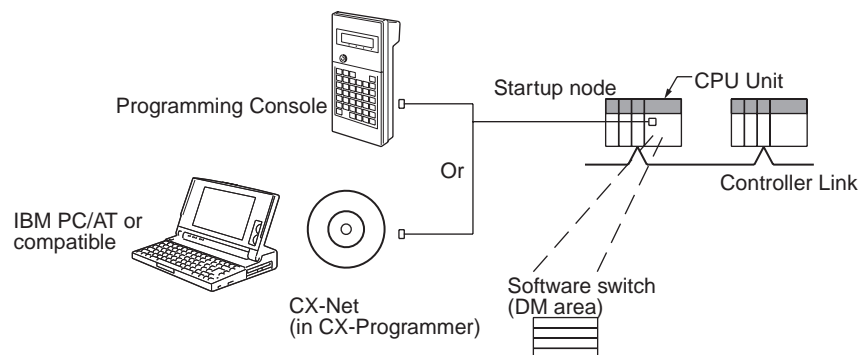 CPU Unit
Startup node
Programming Console
Or
Controller Link
IBM PC/AT or
compatible
CX-Net
(in CX-Programmer)
Software switch
(DM area)